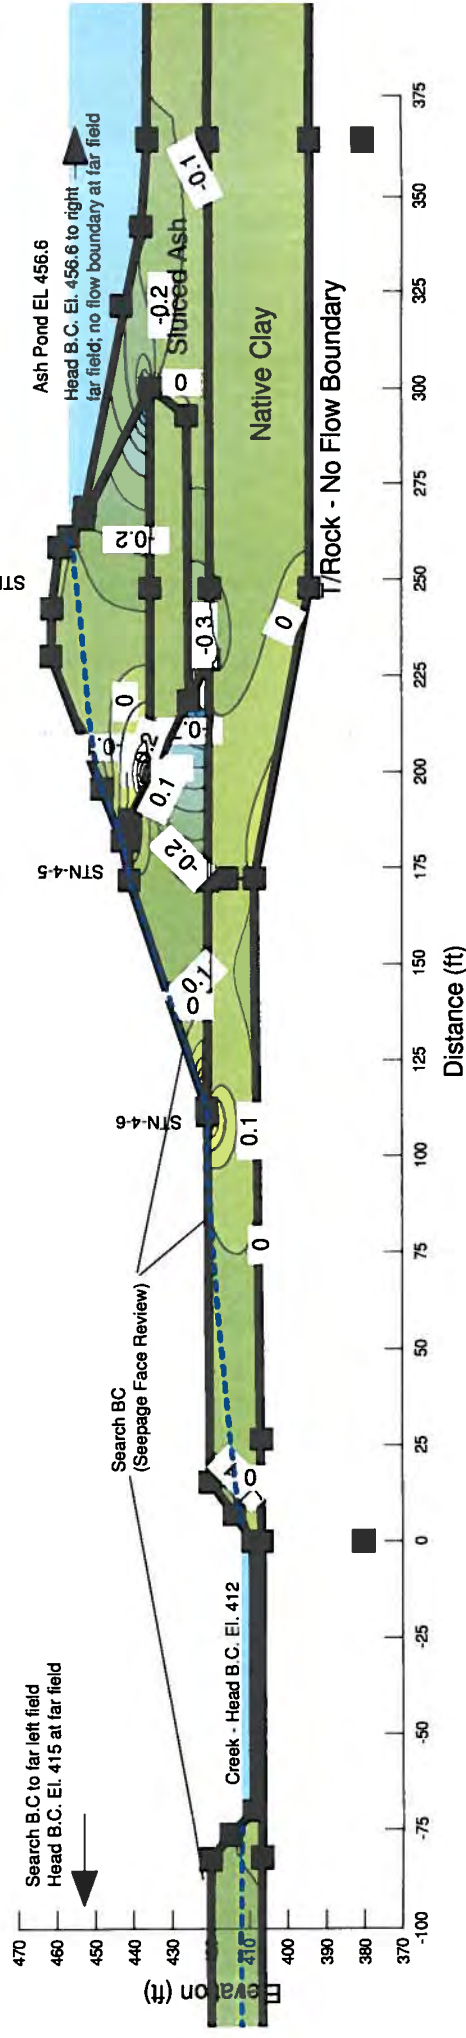 Search B.C to far left field
Head B.C. El. 415 at far field
Search BC
(Seepage Face Review)
Creek - Head B.C. El. 412
STN-4-6
STN-4-5
STN
Ash Pond EL 456.6
Head B.C. El. 456.6 to right
far field; no flow boundary at far field
Sluiced Ash
Native Clay
T/Rock - No Flow Boundary
0
0
0.1
0
0.1
-0.2
0.1
0
-0.3
-0.2
0
0
-0.2
-0.1
Elevation (ft)
470
460
450
440
430
410
400
390
380
370
-100
-75
-50
-25
0
25
50
75
100
125
150
175
200
225
250
275
300
325
350
375
Distance (ft)